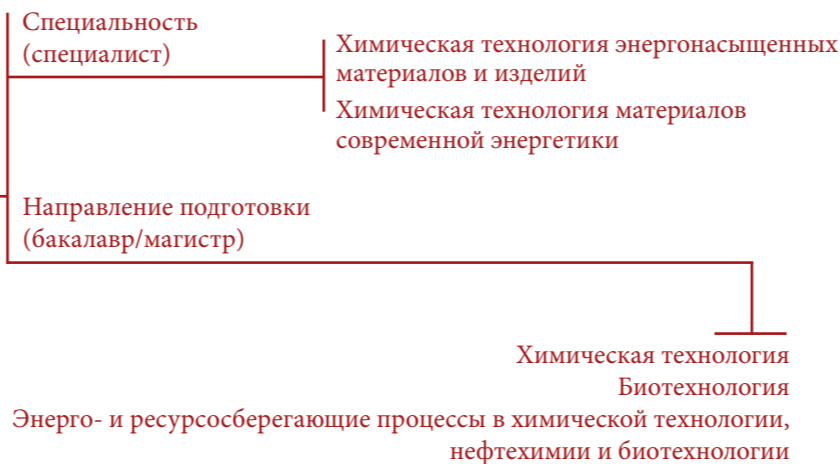 Специальность
(специалист)
Химическая технология энергонасыщенных
материалов и изделий
Химическая технология материалов
современной энергетики
Направление подготовки
(бакалавр/магистр)
Химическая технология
Биотехнология
Энерго- и ресурсосберегающие процессы в химической технологии,
нефтехимии и биотехнологии